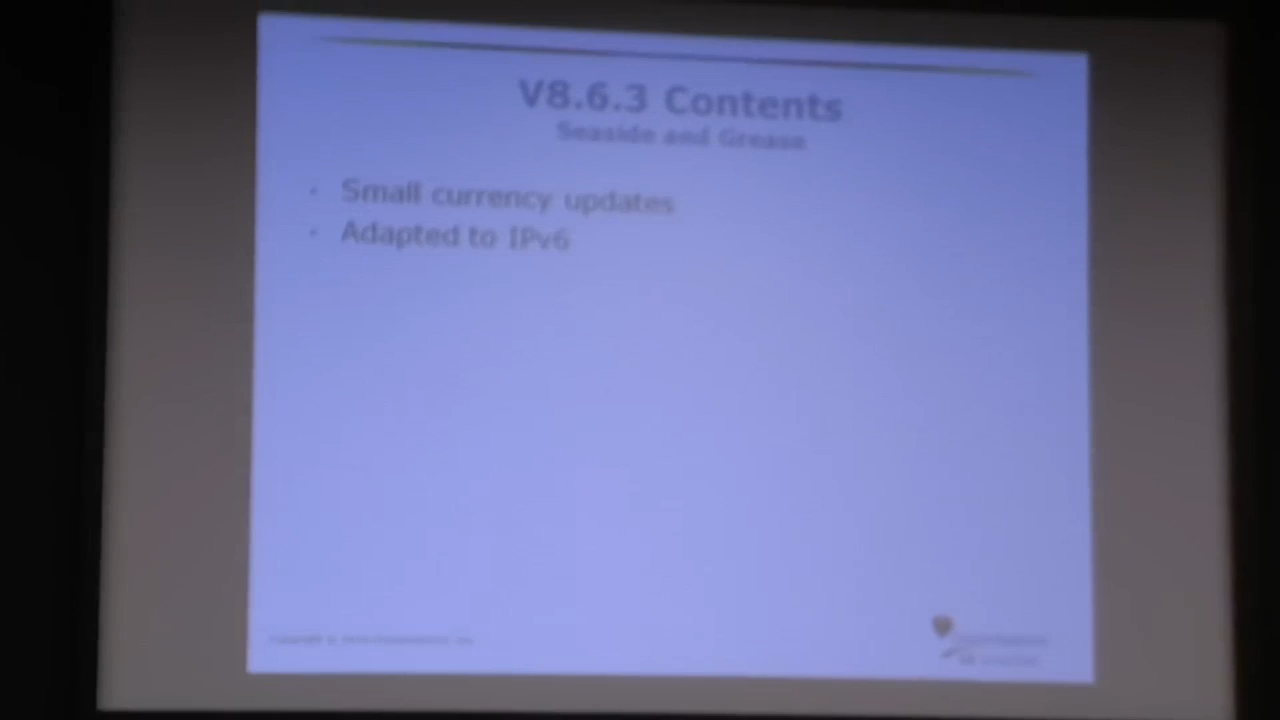 V8.6.3 Contents
Seaside and Grease
Small currency updates
Adapted to IPv6